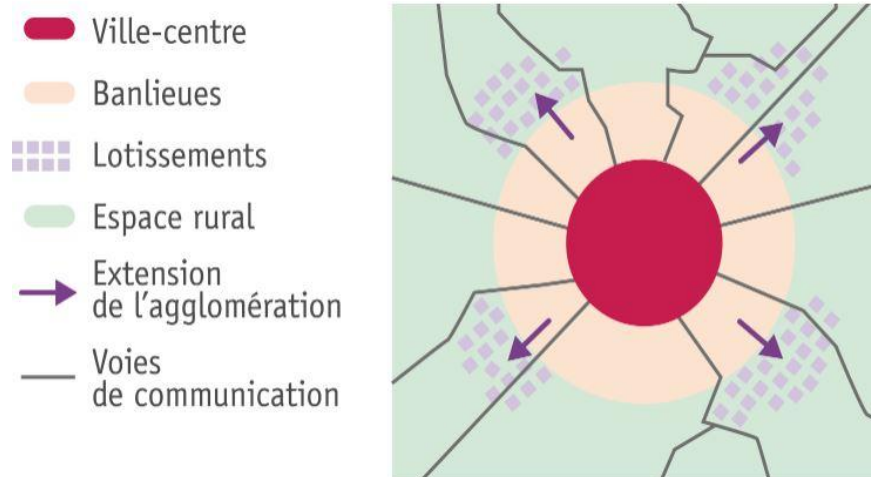 Ville-centre
Banlieues
Lotissements
Espace rural
Extension
de l'agglomération
Voies
de communication